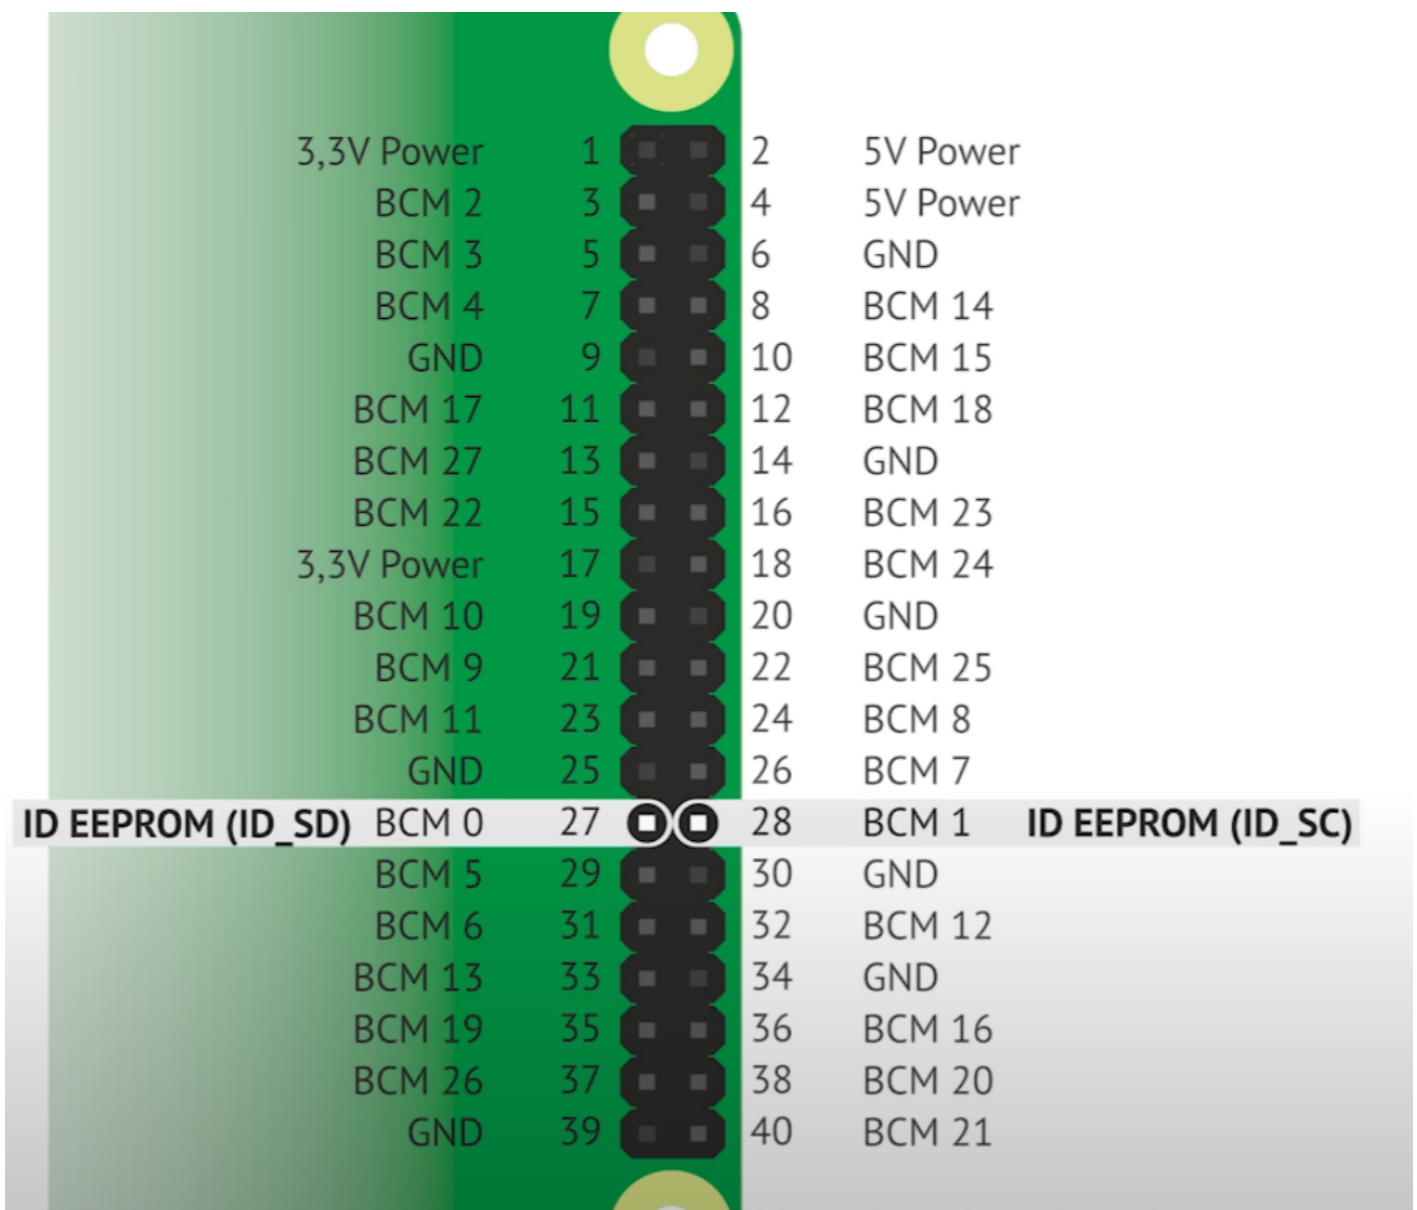 3,3V Power 1 2 5V Power
BCM 2 3 4 5V Power
BCM 3 5 6 GND
BCM 4 7 8 BCM 14
GND 9 10 BCM 15
BCM 17 11 12 BCM 18
BCM 27 13 14 GND
BCM 22 15 16 BCM 23
3,3V Power 17 18 BCM 24
BCM 10 19 20 GND
BCM 9 21 22 BCM 25
BCM 11 23 24 BCM 8
GND 25 26 BCM 7
ID EEPROM (ID_SD) BCM 0 27 28 BCM 1 ID EEPROM (ID_SC)
BCM 5 29 30 GND
BCM 6 31 32 BCM 12
BCM 13 33 34 GND
BCM 19 35 36 BCM 16
BCM 26 37 38 BCM 20
GND 39 40 BCM 21